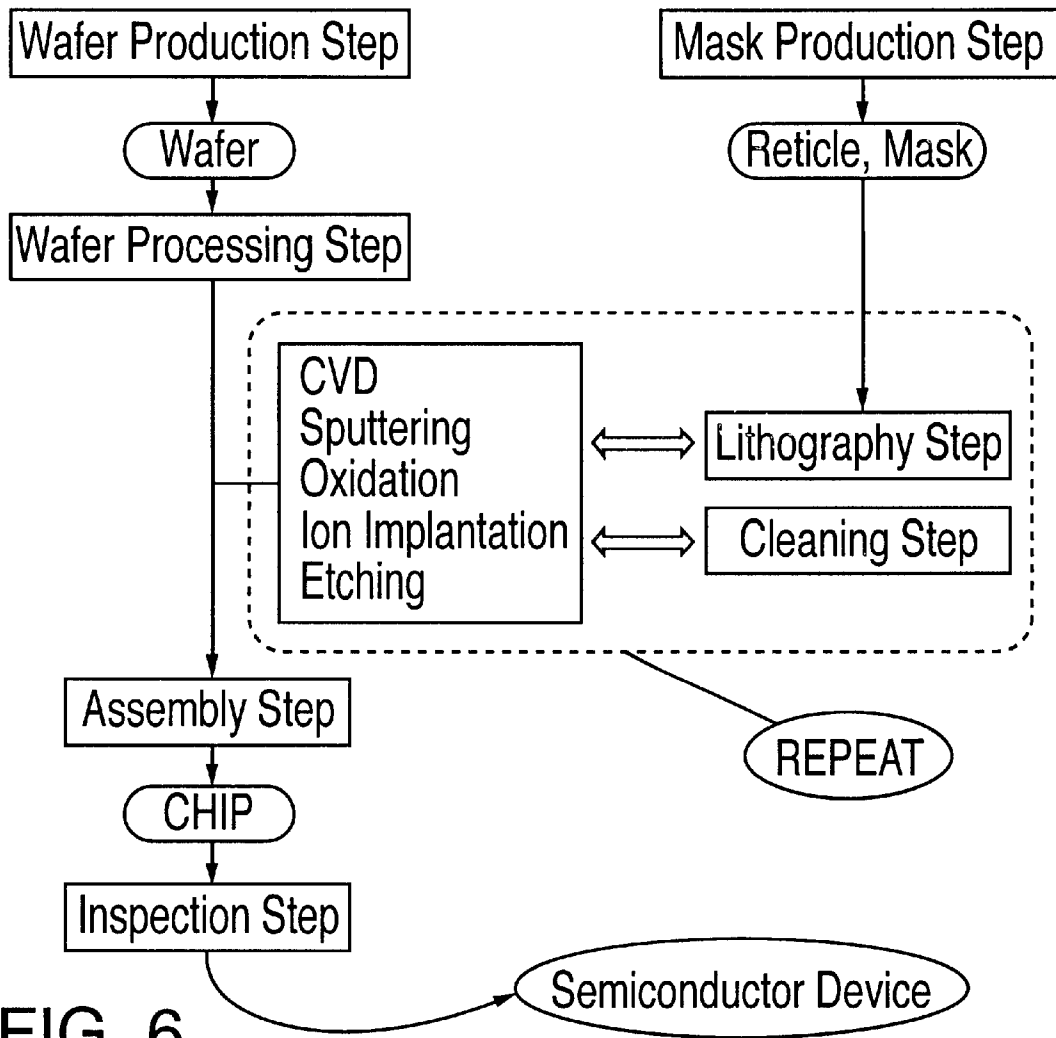 Wafer Production Step
Mask Production Step
Wafer
Reticle, Mask
Wafer Processing Step
CVD
Sputtering
Oxidation
Ion Implantation
Etching
Lithography Step
Cleaning Step
Assembly Step
REPEAT
CHIP
Inspection Step
Semiconductor Device
FIG. 6